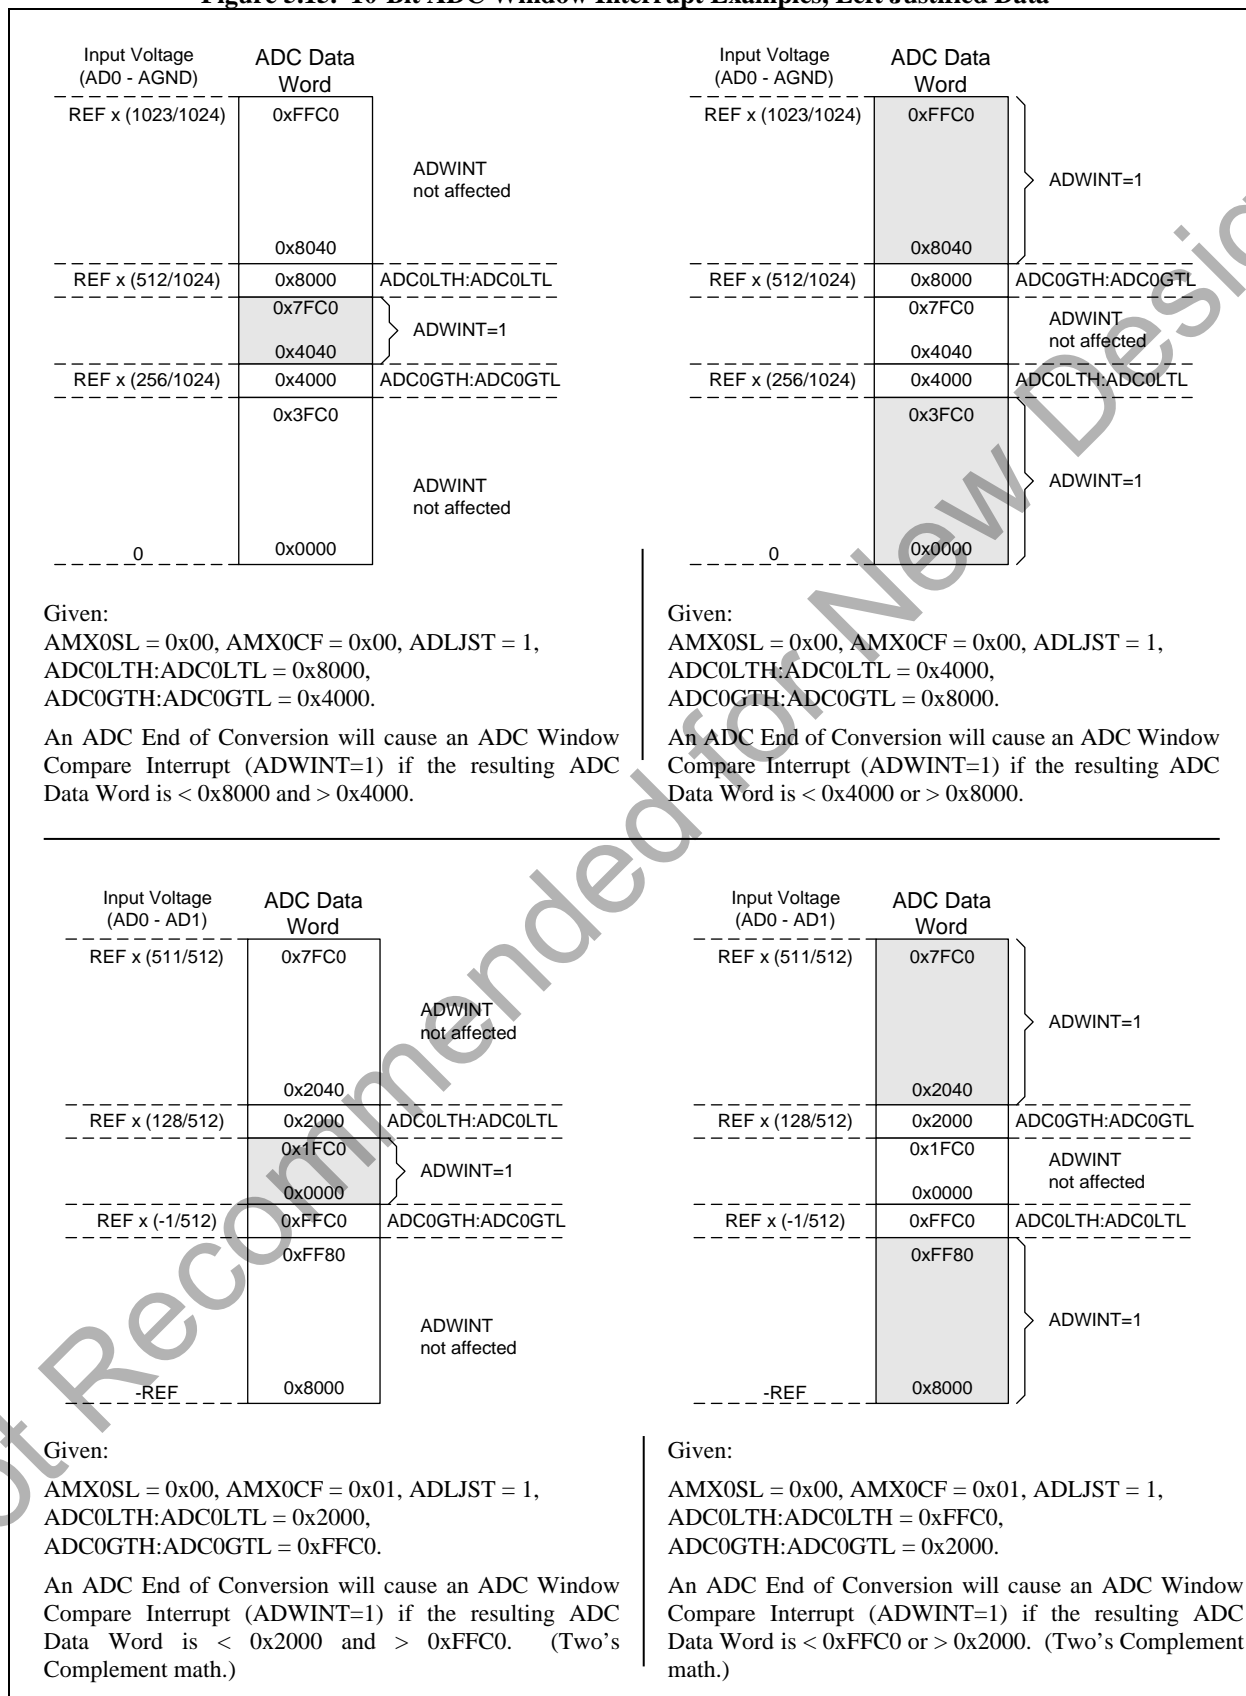 Figure 5.15. 10-Bit ADC Window Interrupt Examples, Left Justified Data
Input Voltage
(AD0 - AGND)
ADC Data
Word
REF x (1023/1024)
0xFFC0
ADWINT
not affected
0x8040
REF x (512/1024)
0x8000
ADC0LTH:ADC0LTL
0x7FC0
ADWINT=1
0x4040
REF x (256/1024)
0x4000
ADC0GTH:ADC0GTL
0x3FC0
ADWINT
not affected
0
0x0000
Given:
AMX0SL = 0x00, AMX0CF = 0x00, ADLJST = 1,
ADC0LTH:ADC0LTL = 0x8000,
ADC0GTH:ADC0GTL = 0x4000.
An ADC End of Conversion will cause an ADC Window
Compare Interrupt (ADWINT=1) if the resulting ADC
Data Word is < 0x8000 and > 0x4000.
Input Voltage
(AD0 - AGND)
ADC Data
Word
REF x (1023/1024)
0xFFC0
ADWINT=1
0x8040
REF x (512/1024)
0x8000
ADC0GTH:ADC0GTL
0x7FC0
ADWINT
not affected
0x4040
REF x (256/1024)
0x4000
ADC0LTH:ADC0LTL
0x3FC0
ADWINT=1
0
0x0000
Given:
AMX0SL = 0x00, AMX0CF = 0x00, ADLJST = 1,
ADC0LTH:ADC0LTL = 0x4000,
ADC0GTH:ADC0GTL = 0x8000.
An ADC End of Conversion will cause an ADC Window
Compare Interrupt (ADWINT=1) if the resulting ADC
Data Word is < 0x4000 or > 0x8000.
Input Voltage
(AD0 - AD1)
ADC Data
Word
REF x (511/512)
0x7FC0
ADWINT
not affected
0x2040
REF x (128/512)
0x2000
ADC0LTH:ADC0LTL
0x1FC0
ADWINT=1
0x0000
REF x (-1/512)
0xFFC0
ADC0GTH:ADC0GTL
0xFF80
ADWINT
not affected
-REF
0x8000
Given:
AMX0SL = 0x00, AMX0CF = 0x01, ADLJST = 1,
ADC0LTH:ADC0LTL = 0x2000,
ADC0GTH:ADC0GTL = 0xFFC0.
An ADC End of Conversion will cause an ADC Window
Compare Interrupt (ADWINT=1) if the resulting ADC
Data Word is < 0x2000 and > 0xFFC0. (Two's
Complement math.)
Input Voltage
(AD0 - AD1)
ADC Data
Word
REF x (511/512)
0x7FC0
ADWINT=1
0x2040
REF x (128/512)
0x2000
ADC0GTH:ADC0GTL
0x1FC0
ADWINT
not affected
0x0000
REF x (-1/512)
0xFFC0
ADC0LTH:ADC0LTL
0xFF80
ADWINT=1
-REF
0x8000
Given:
AMX0SL = 0x00, AMX0CF = 0x01, ADLJST = 1,
ADC0LTH:ADC0LTH = 0xFFC0,
ADC0GTH:ADC0GTL = 0x2000.
An ADC End of Conversion will cause an ADC Window
Compare Interrupt (ADWINT=1) if the resulting ADC
Data Word is < 0xFFC0 or > 0x2000. (Two's Complement
math.)
ot Recommended for New Desig